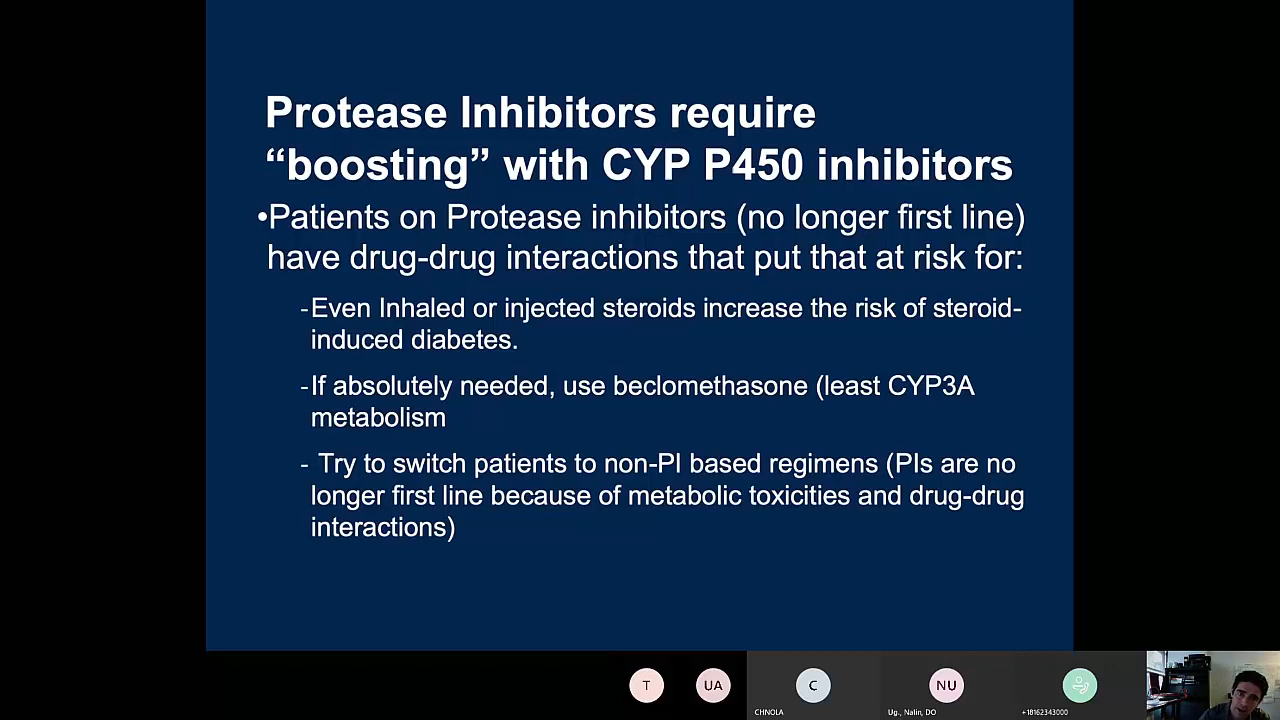 Protease Inhibitors require
“boosting” with CYP P450 inhibitors
•Patients on Protease inhibitors (no longer first line)
have drug-drug interactions that put that at risk for:
-Even Inhaled or injected steroids increase the risk of steroid-
induced diabetes.
-If absolutely needed, use beclomethasone (least CYP3A
metabolism
- Try to switch patients to non-PI based regimens (PIs are no
longer first line because of metabolic toxicities and drug-drug
interactions)
T UA C NU
CHNOLA Ug., Nalin, DO +18162343000